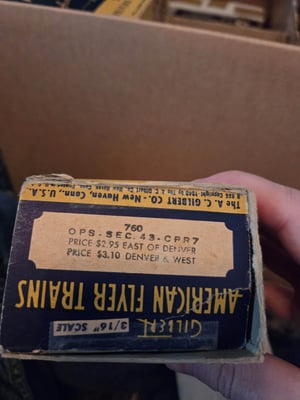 The A. C. GILBERT CO. - New Haven, Conn., U.S.A.
760
OPS-SEC. 43-CPR7
PRICE $2.95 EAST OF DENVER
PRICE $3.10 DENVER & WEST
AMERICAN FLYER TRAINS
GILBERT
3/16" SCALE